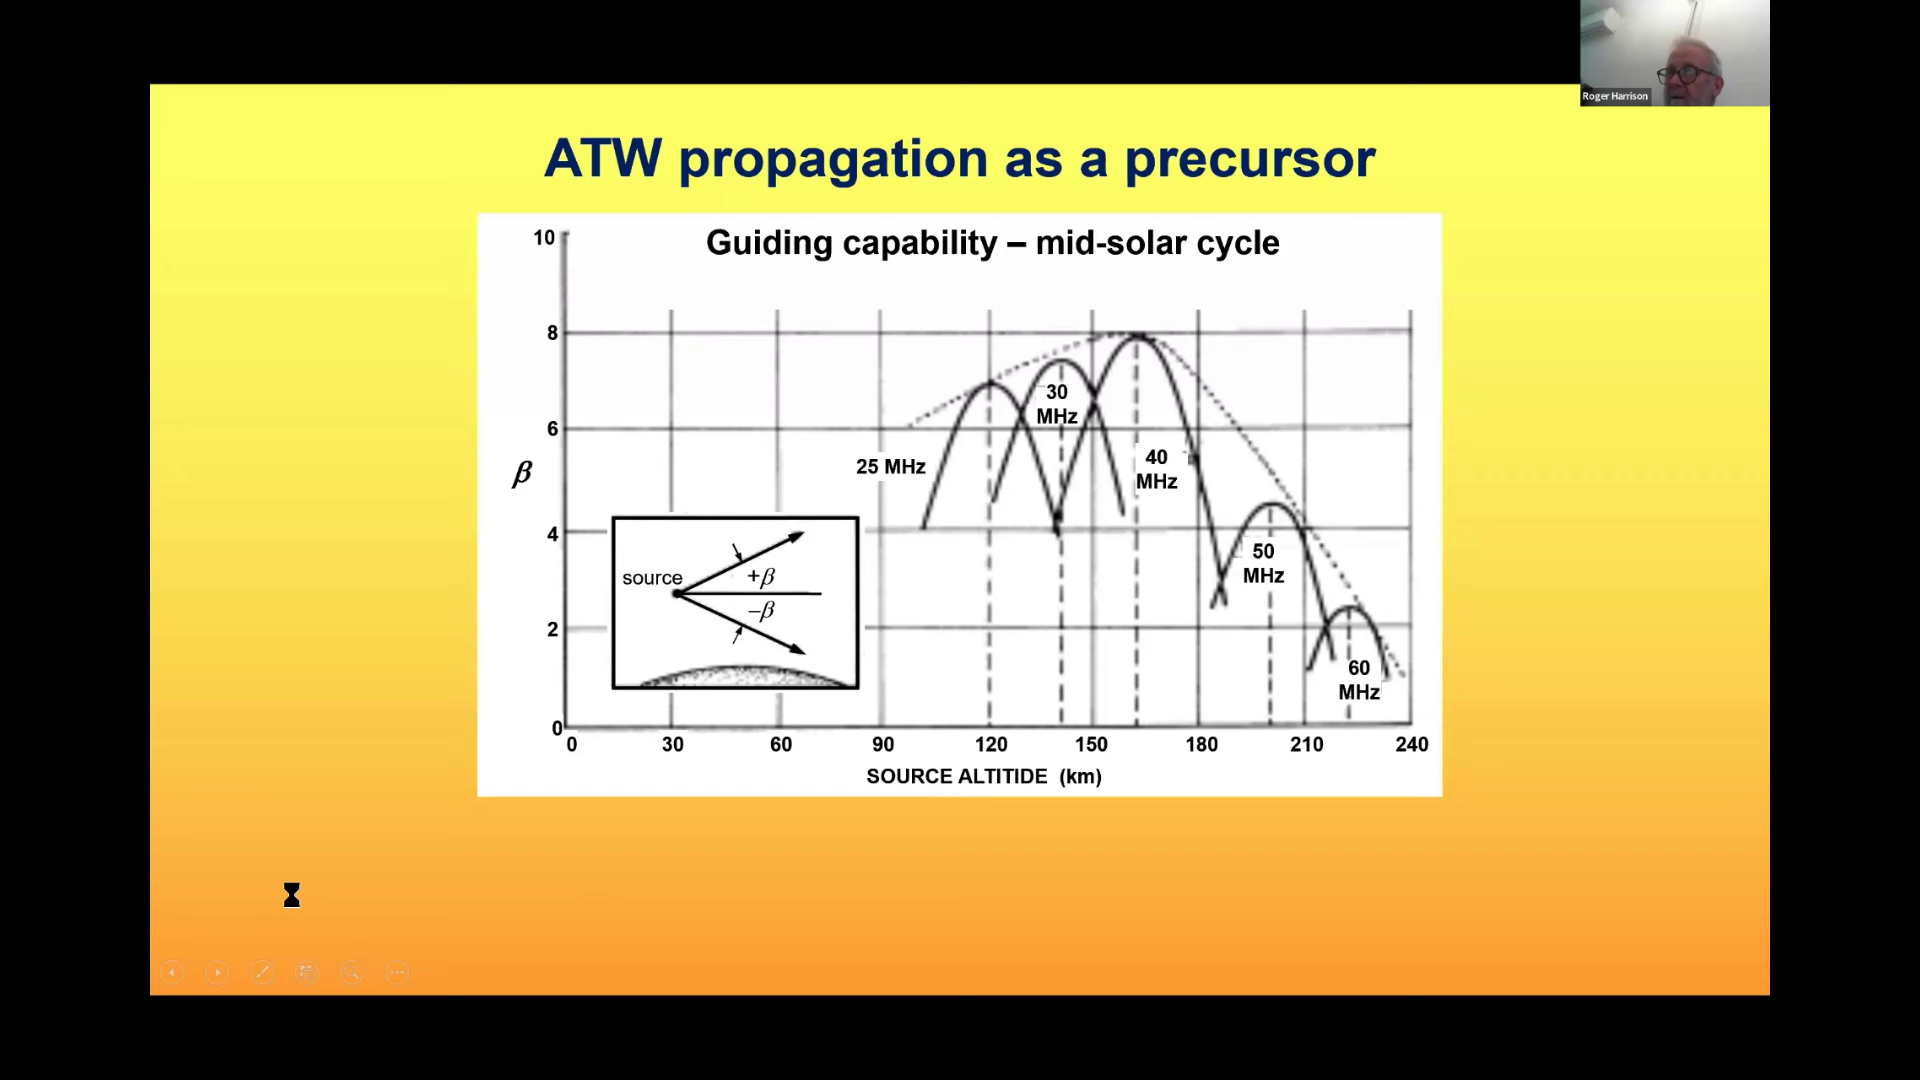 Roger Harrison
ATW propagation as a precursor
Guiding capability – mid-solar cycle
10
8
6
4
2
0
β
25 MHz
30
MHz
40
MHz
50
MHz
60
MHz
source
+β
–β
0 30 60 90 120 150 180 210 240
SOURCE ALTITIDE (km)